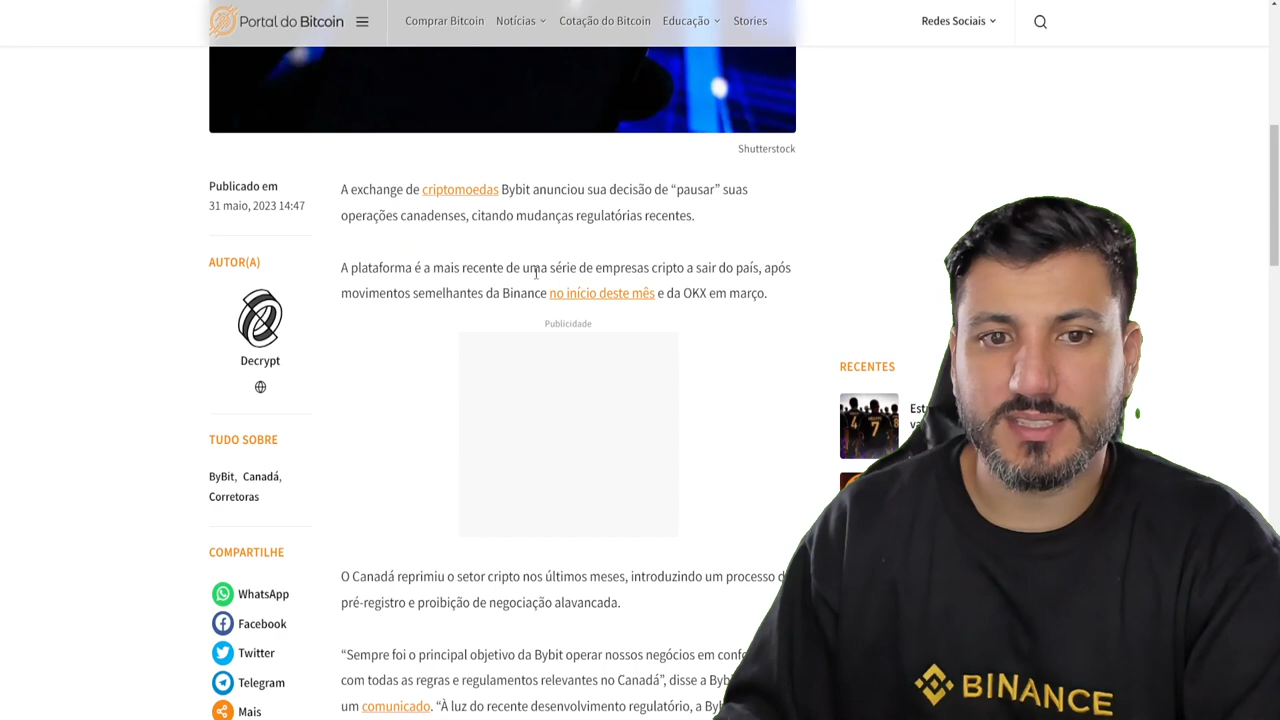 Portal do Bitcoin
Comprar Bitcoin Notícias Cotação do Bitcoin Educação Stories
Redes Sociais
Shutterstock
Publicado em
31 maio, 2023 14:47
AUTOR(A)
Decrypt
TUDO SOBRE
ByBit, Canadá,
Corretoras
COMPARTILHE
WhatsApp
Facebook
Twitter
Telegram
Mais
A exchange de criptomoedas Bybit anunciou sua decisão de “pausar” suas
operações canadenses, citando mudanças regulatórias recentes.
A plataforma é a mais recente de uma série de empresas cripto a sair do país, após
movimentos semelhantes da Binance no início deste mês e da OKX em março.
Publicidade
O Canadá reprimiu o setor cripto nos últimos meses, introduzindo um processo
pré-registro e proibição de negociação alavancada.
“Sempre foi o principal objetivo da Bybit operar nossos negócios em
com todas as regras e regulamentos relevantes no Canadá”, disse a
um comunicado. “À luz do recente desenvolvimento regulatório, a
RECENTES
4 7
BINANCE